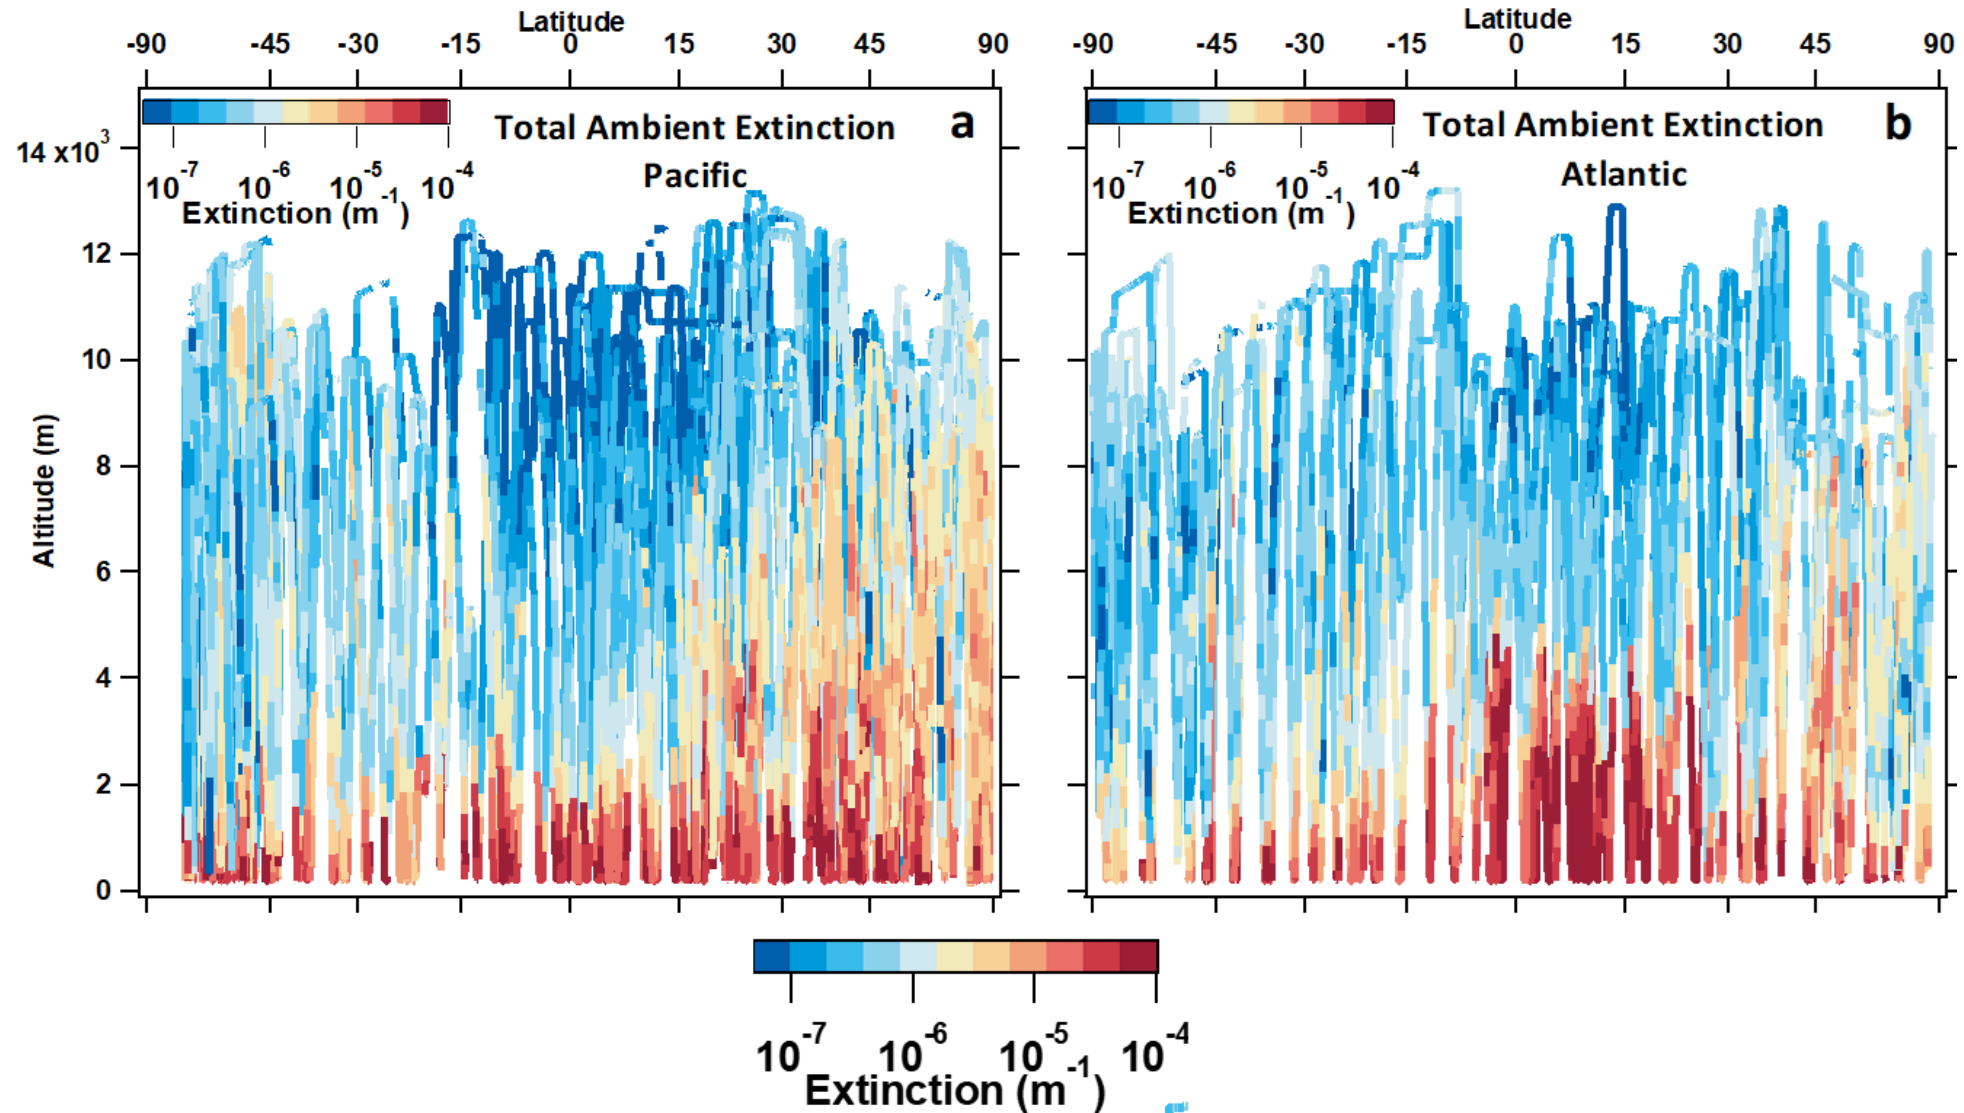 Latitude
-90 -45 -30 -15 0 15 30 45 90
Latitude
-90 -45 -30 -15 0 15 30 45 90
Total Ambient Extinction a
Pacific
10^-7 10^-6 10^-5 10^-4
Extinction (m^-1)
Total Ambient Extinction b
Atlantic
10^-7 10^-6 10^-5 10^-4
Extinction (m^-1)
Altitude (m)
14 x10^3
12
10
8
6
4
2
0
10^-7 10^-6 10^-5 10^-4
Extinction (m^-1)